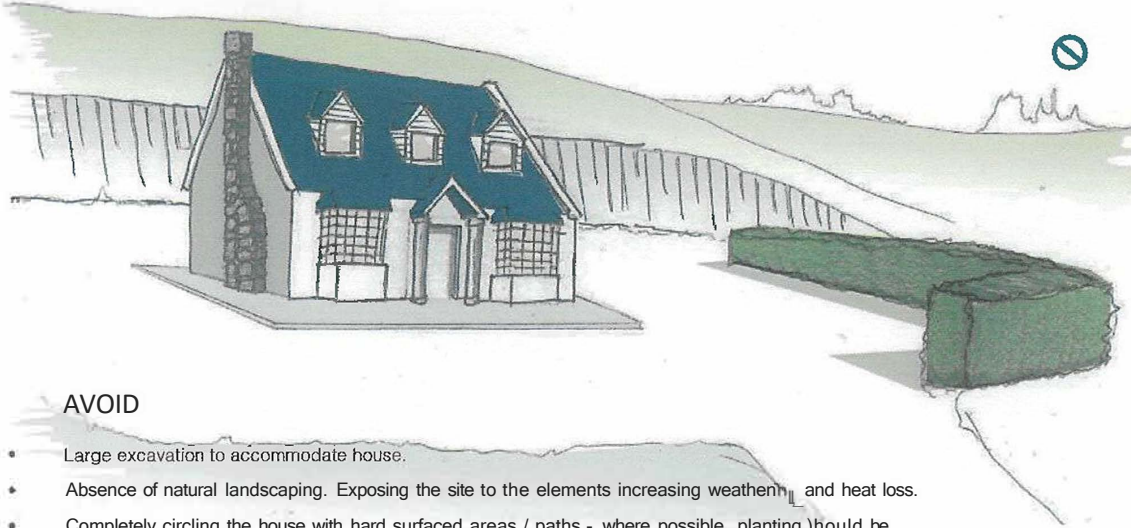 AVOID
Large excavation to accommodate house.
Absence of natural landscaping. Exposing the site to the elements increasing and heat loss.
Completely circling the house with hard surfaced areas / paths - where possible, planting be